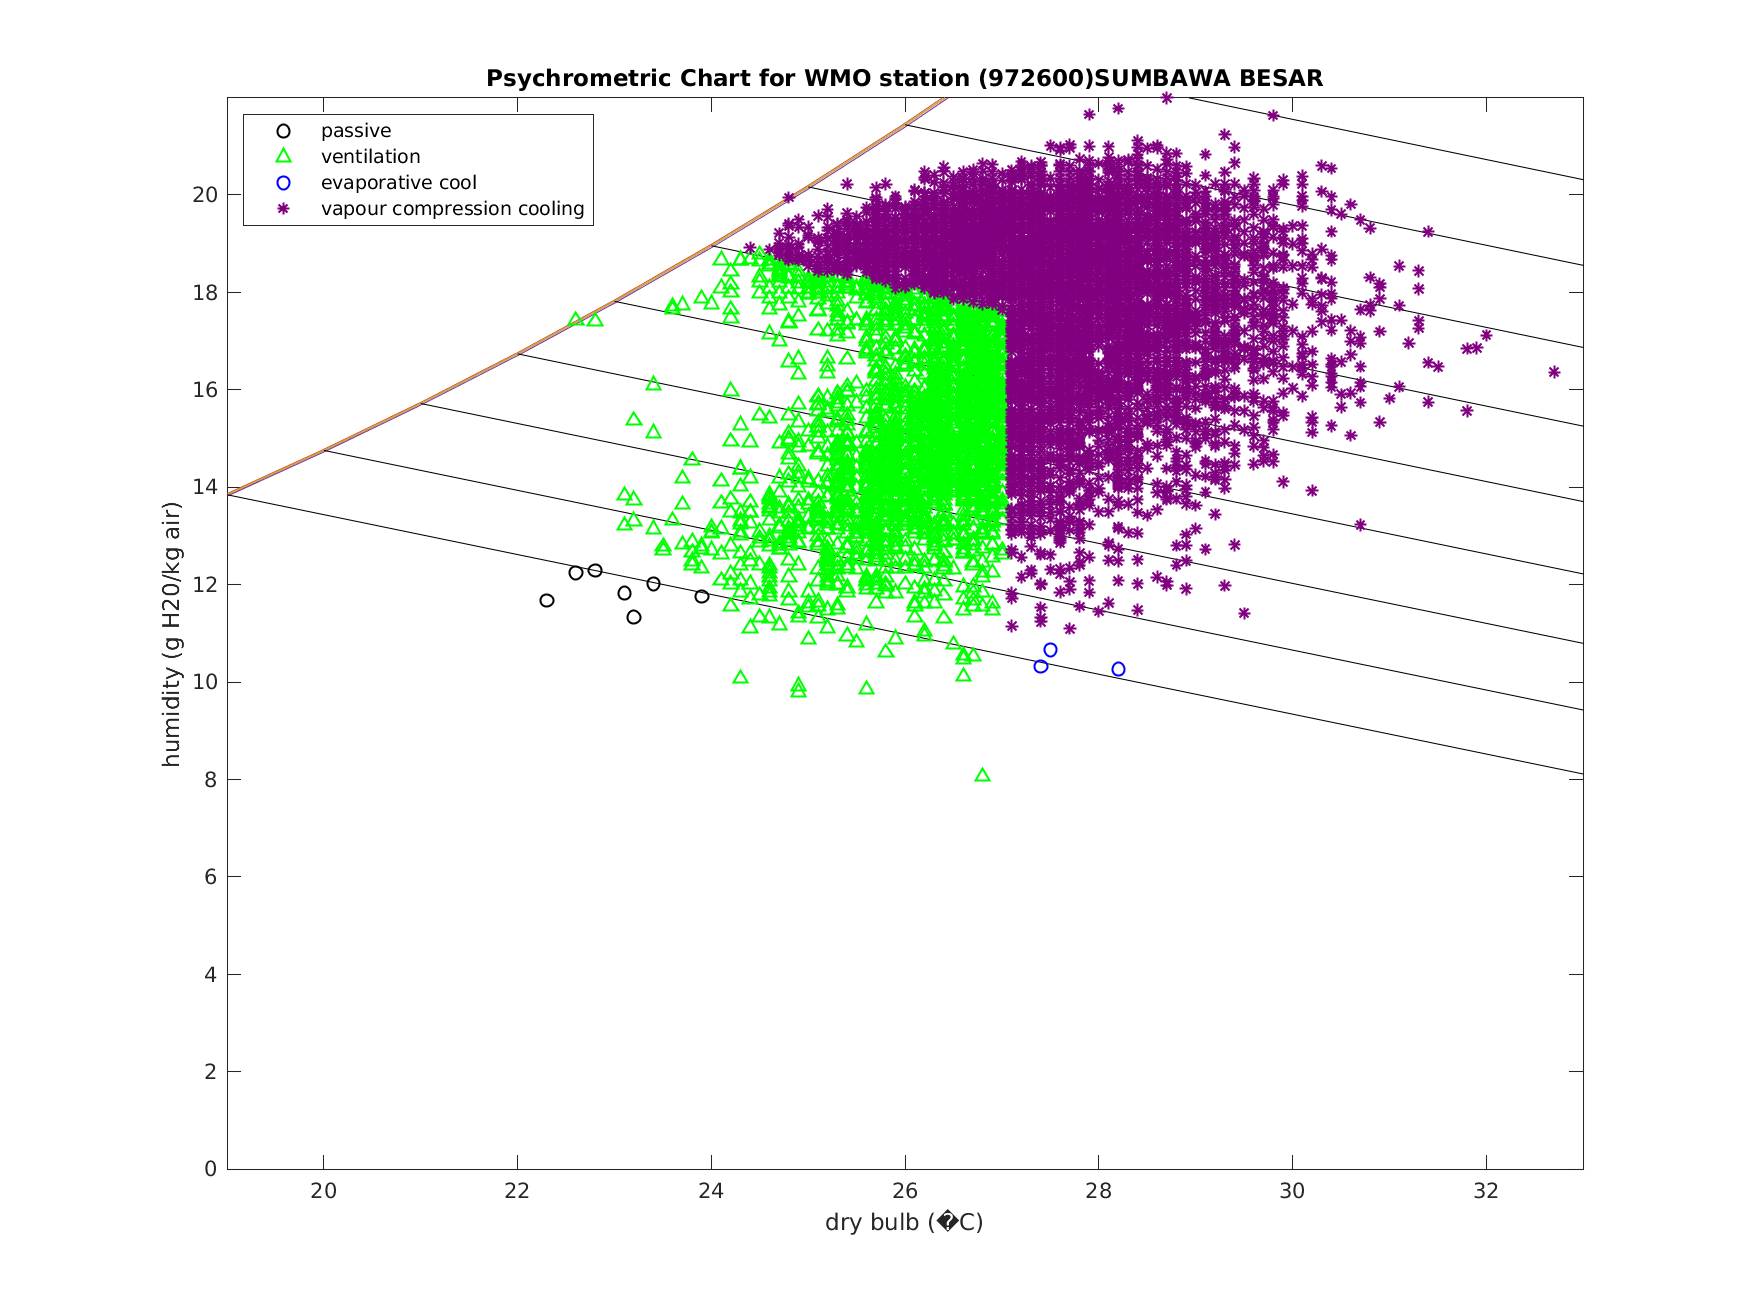 Psychrometric Chart for WMO station (972600)SUMBAWA BESAR
passive
ventilation
evaporative cool
vapour compression cooling
20
18
16
14
12
10
8
6
4
2
0
humidity (g H20/kg air)
20 22 24 26 28 30 32
dry bulb (�C)